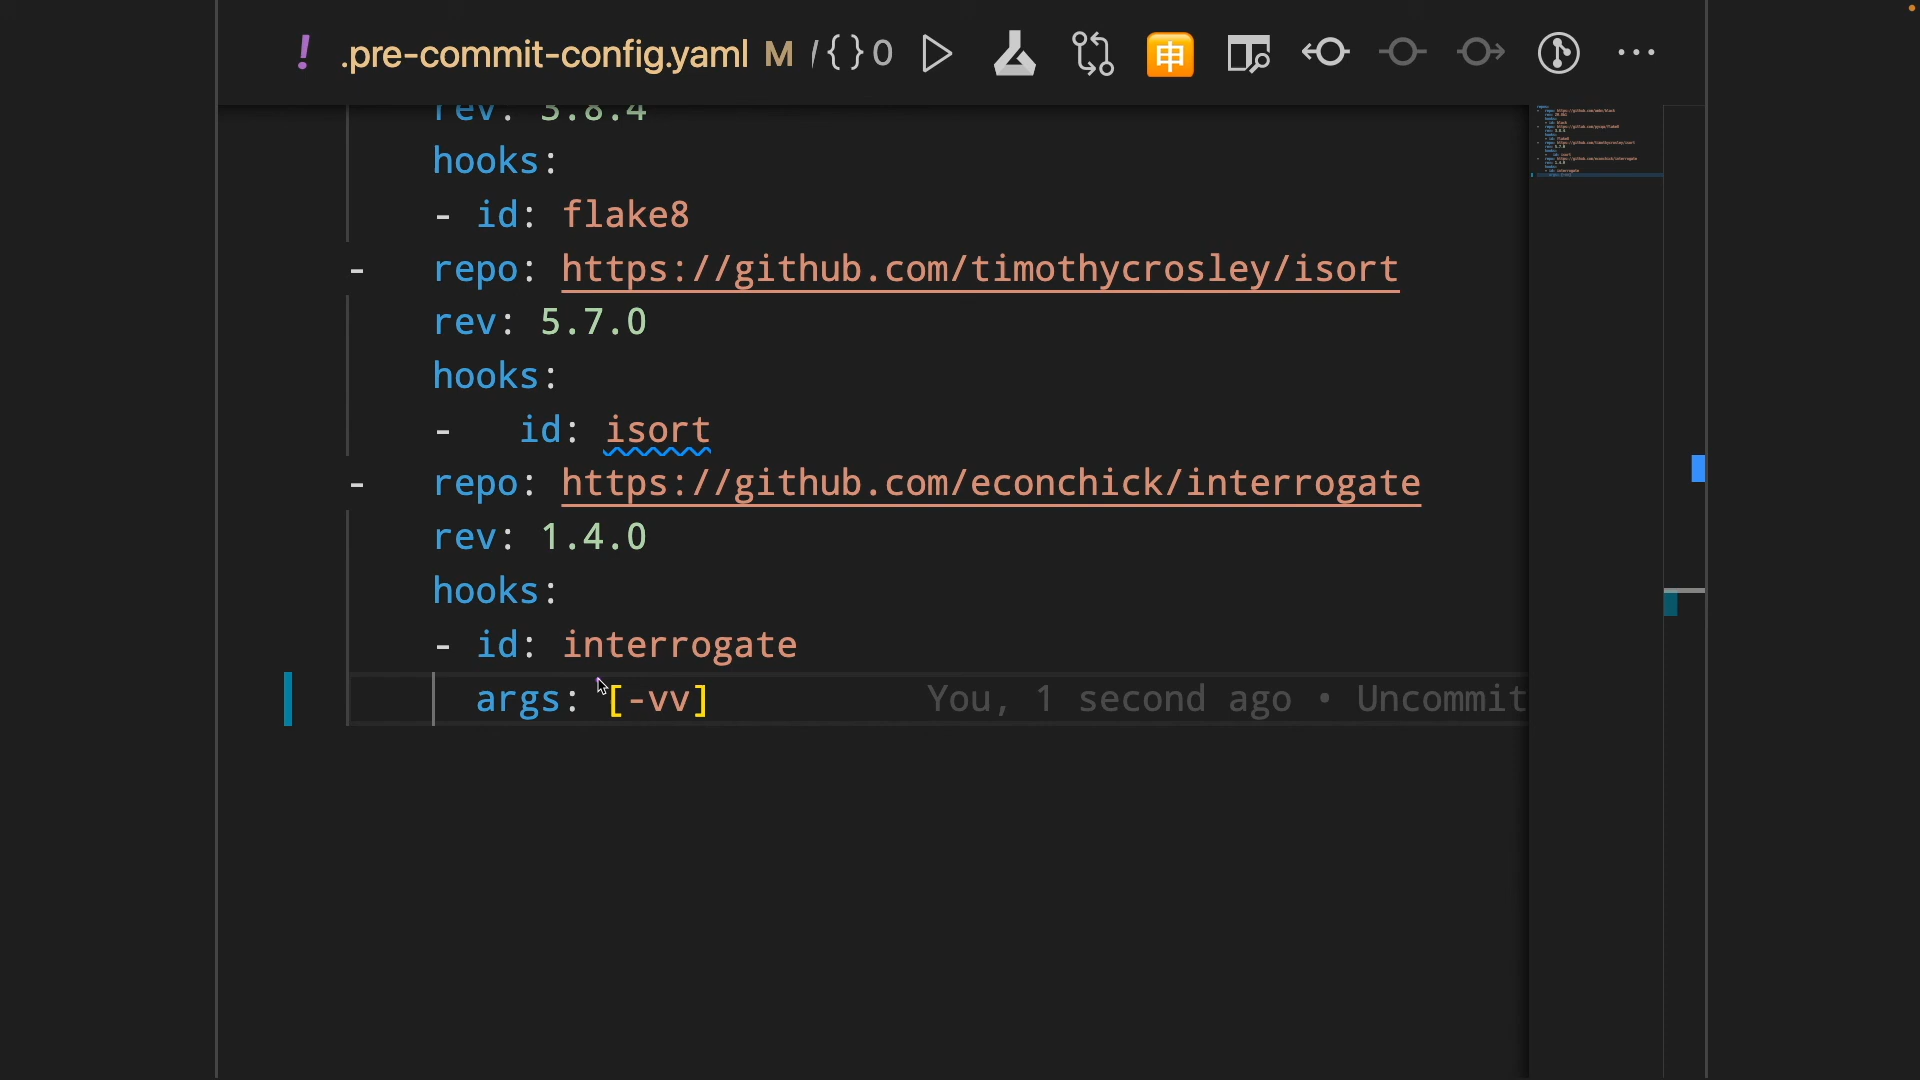 ! .pre-commit-config.yaml M {} 0 申 ...
rev: 3.8.4
hooks:
- id: flake8
- repo: https://github.com/timothycrosley/isort
rev: 5.7.0
hooks:
- id: isort
- repo: https://github.com/econchick/interrogate
rev: 1.4.0
hooks:
- id: interrogate
args: [-vv] You, 1 second ago • Uncommit